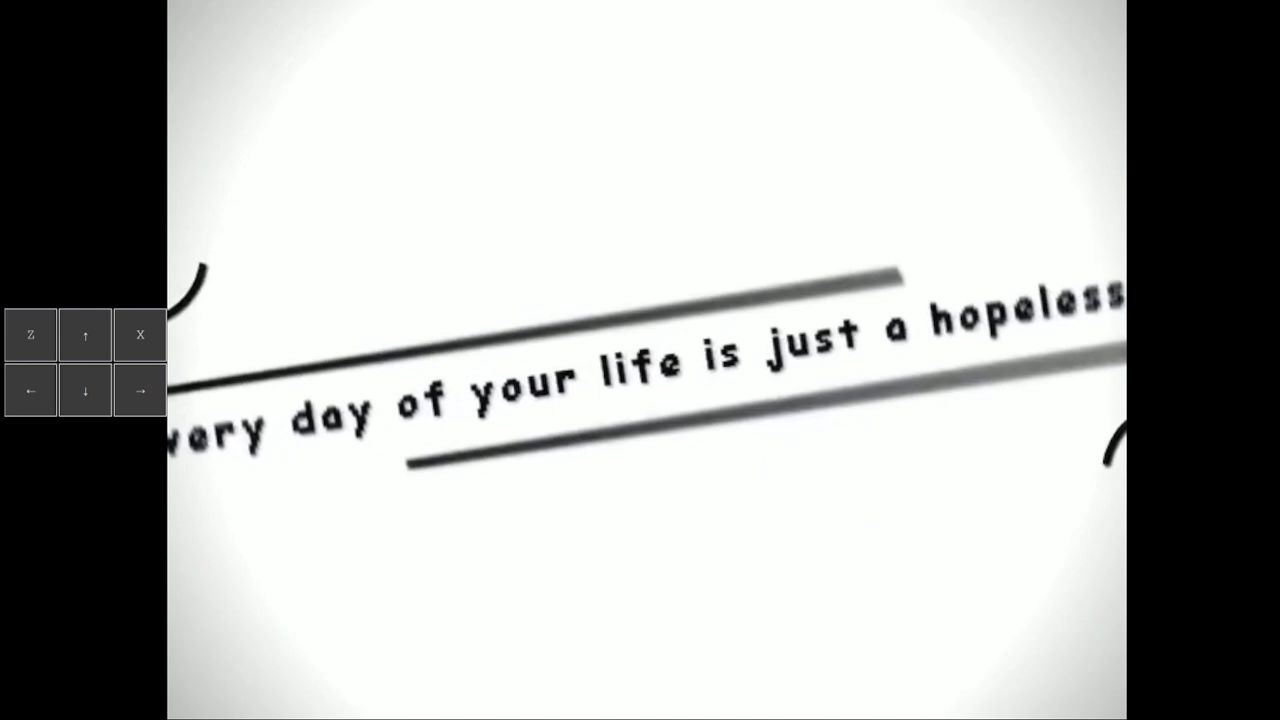 Z ↑ X
← ↓ →
very day of your life is just a hopeless